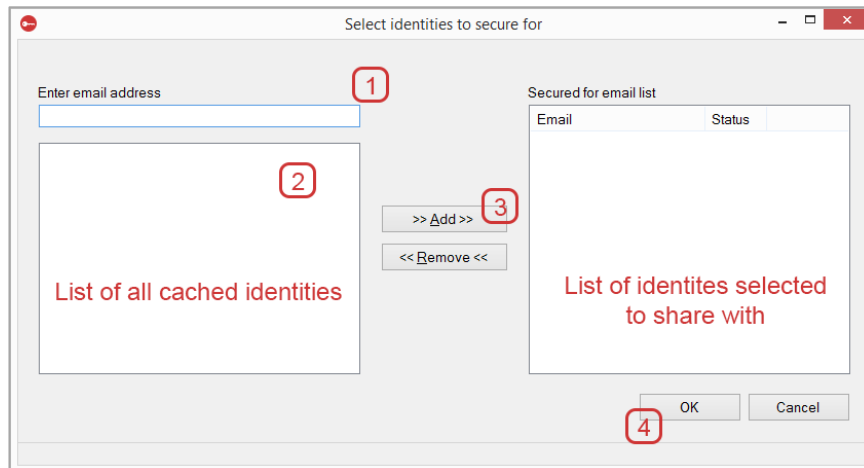 Select identities to secure for
Enter email address
1
Secured for email list
Email Status
2
3
>> Add >>
<< Remove <<
List of all cached identities
List of identites selected
to share with
OK
Cancel
4